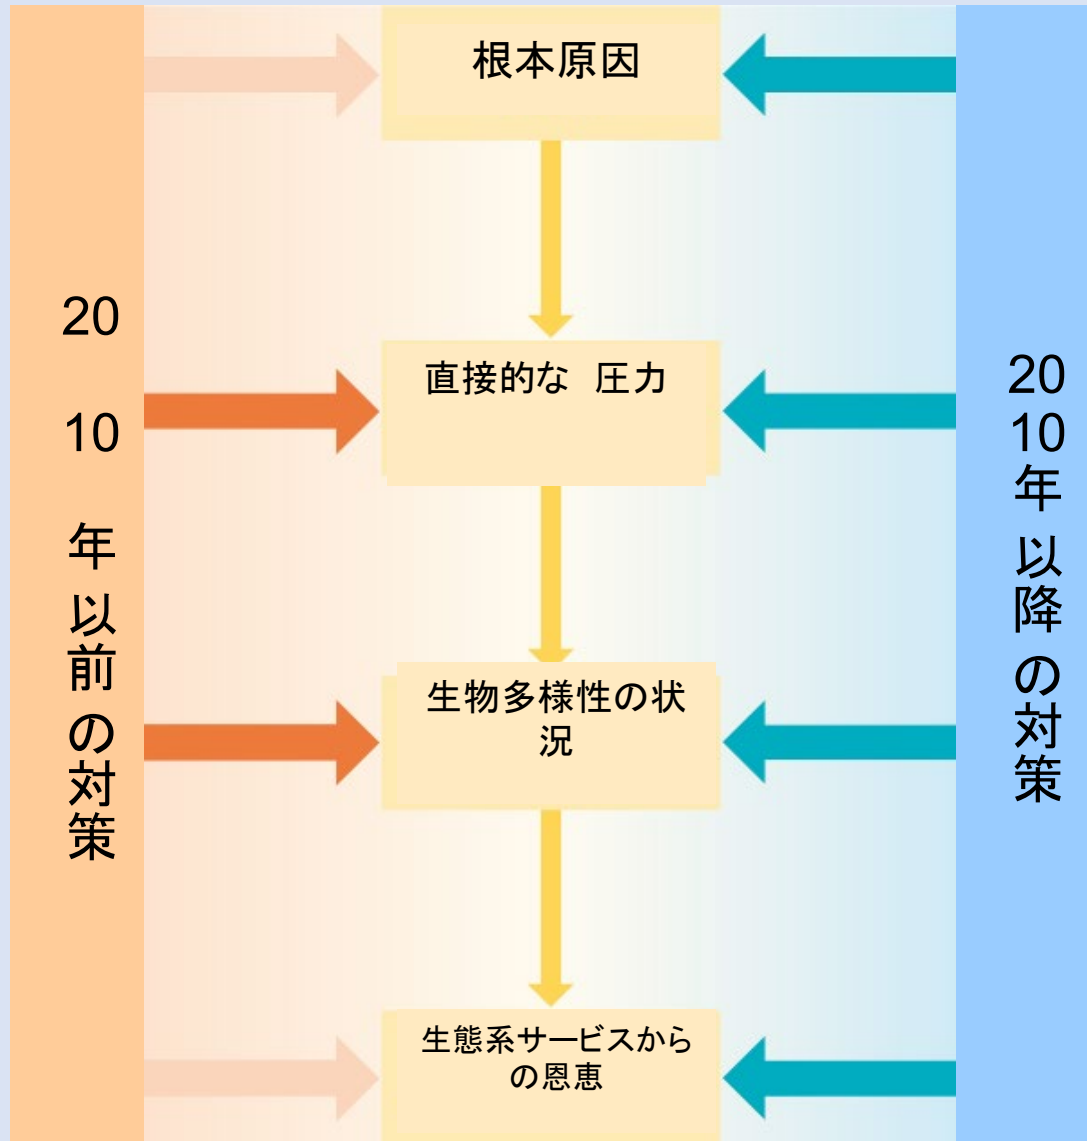 根本原因
20
10
年以前の対策
直接的な 圧力
20
10
年以降の対策
生物多様性の状
況
生態系サービスから
の恩恵